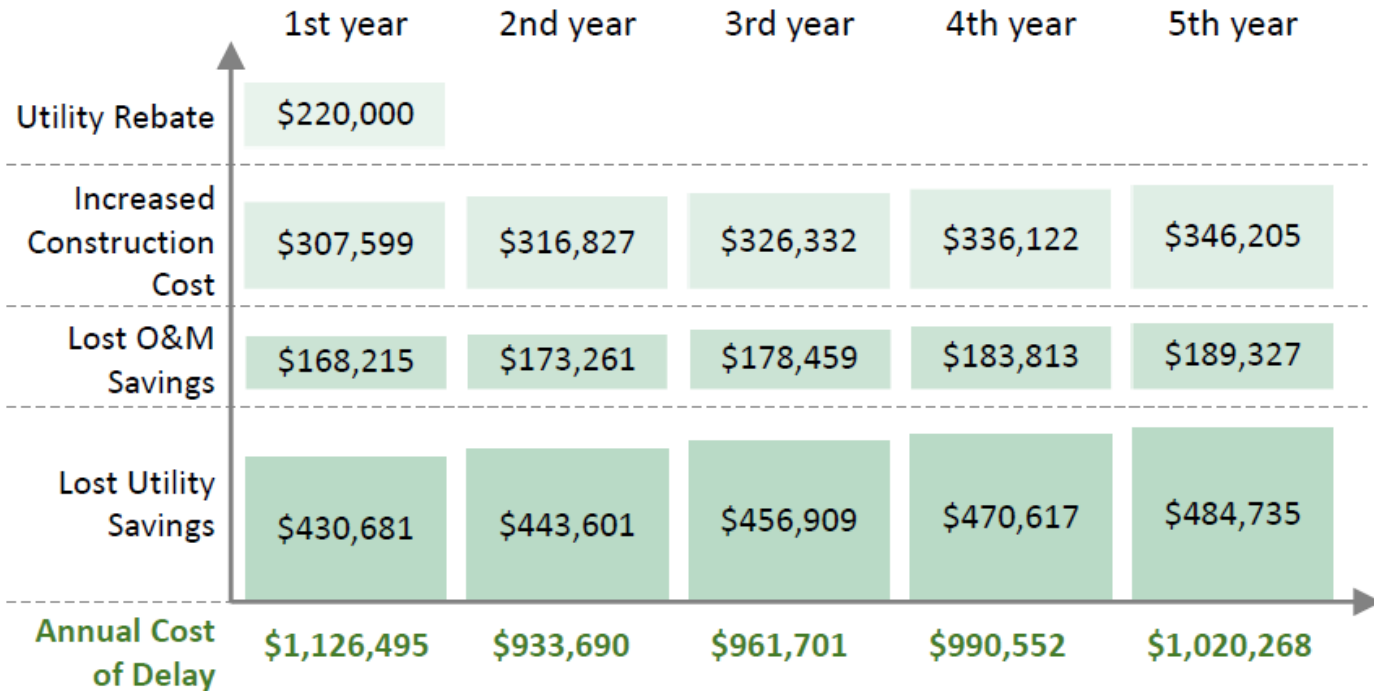 1st year 2nd year 3rd year 4th year 5th year
Utility Rebate $220,000
Increased
Construction
Cost
$307,599 $316,827 $326,332 $336,122 $346,205
Lost O&M
Savings
$168,215 $173,261 $178,459 $183,813 $189,327
Lost Utility
Savings
$430,681 $443,601 $456,909 $470,617 $484,735
Annual Cost
of Delay
$1,126,495 $933,690 $961,701 $990,552 $1,020,268